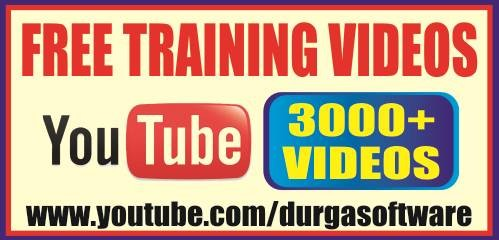 FREE TRAINING VIDEOS
YouTube
3000+
VIDEOS
www.youtube.com/durgasoftware